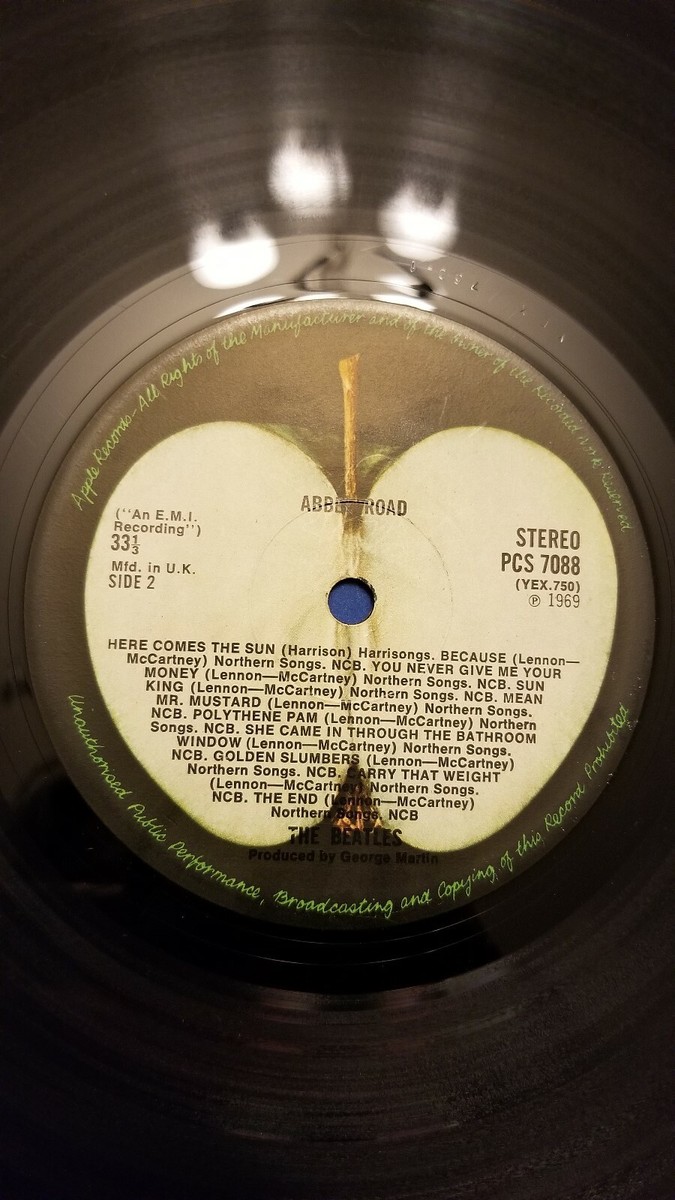 Apple Records—All Rights of the Manufacturer and of the Owner of the Recorded Work Reserved
ABBEY ROAD
("An E.M.I.
Recording")
33⅓
Mfd. in U.K.
SIDE 2
STEREO
PCS 7088
(YEX.750)
℗ 1969
HERE COMES THE SUN (Harrison) Harrisongs. BECAUSE (Lennon—
McCartney) Northern Songs. NCB. YOU NEVER GIVE ME YOUR
MONEY (Lennon—McCartney) Northern Songs. NCB. SUN
KING (Lennon—McCartney) Northern Songs. NCB. MEAN
MR. MUSTARD (Lennon—McCartney) Northern Songs.
NCB. POLYTHENE PAM (Lennon—McCartney) Northern
Songs. NCB. SHE CAME IN THROUGH THE BATHROOM
WINDOW (Lennon—McCartney) Northern Songs.
NCB. GOLDEN SLUMBERS (Lennon—McCartney)
Northern Songs. NCB. CARRY THAT WEIGHT
(Lennon—McCartney) Northern Songs.
NCB. THE END (Lennon—McCartney)
Northern Songs. NCB
THE BEATLES
Produced by George Martin
Unauthorised Public Performance, Broadcasting and Copying of this Record Prohibited